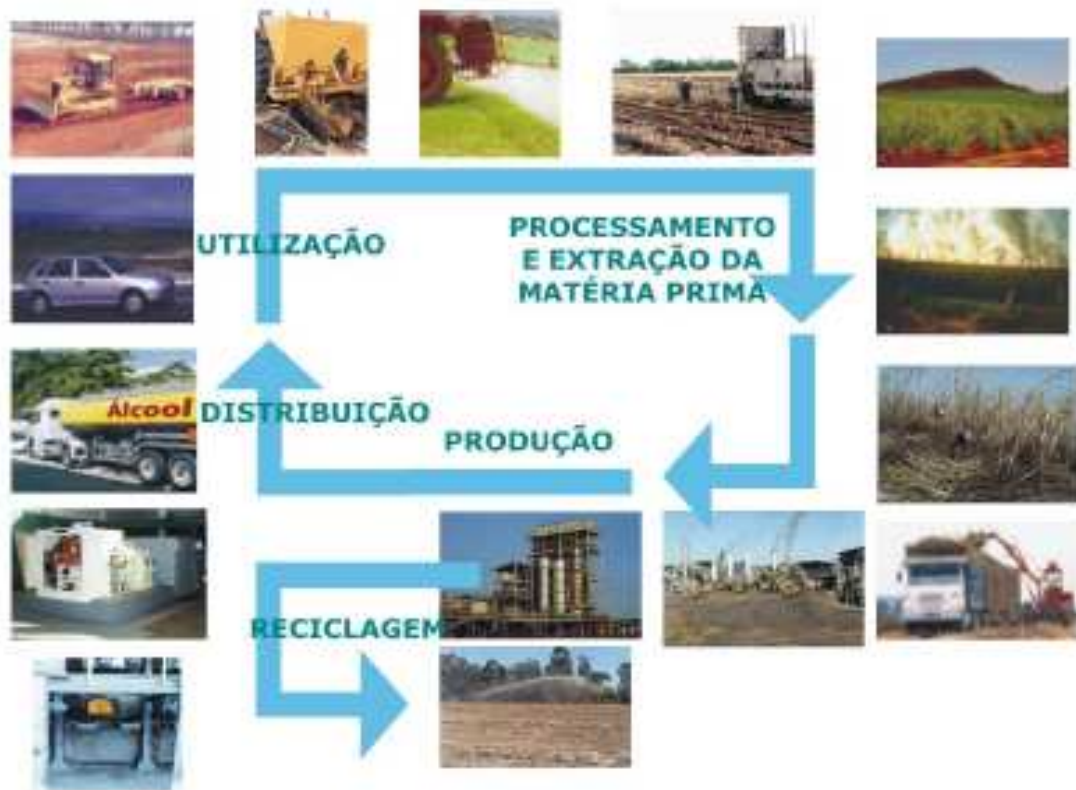 UTILIZAÇÃO
PROCESSAMENTO
E EXTRAÇÃO DA
MATÉRIA PRIMA
Álcool
DISTRIBUIÇÃO
PRODUÇÃO
RECICLAGEM